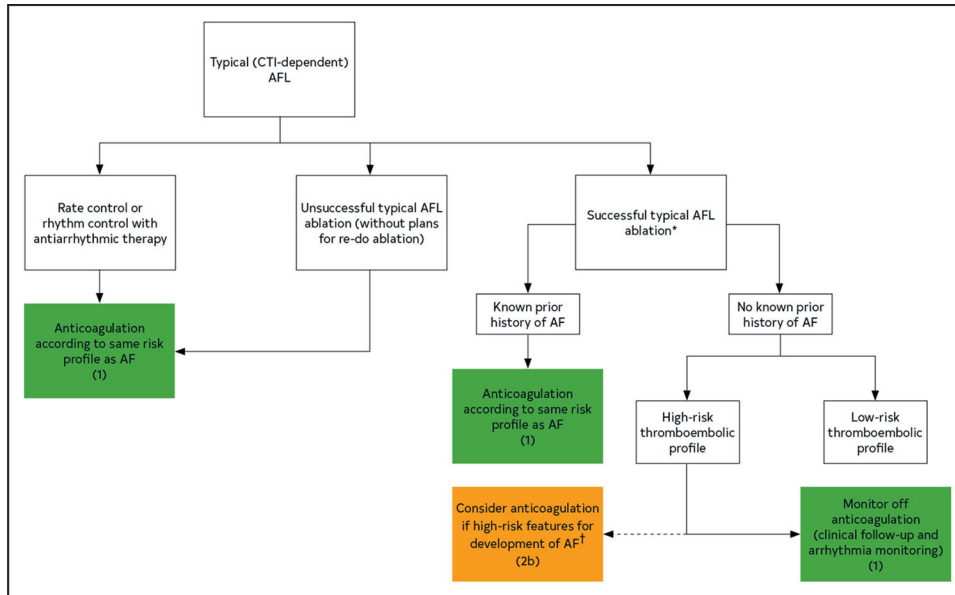 Typical (CTI-dependent)
AFL
Rate control or
rhythm control with
antiarrhythmic therapy
Unsuccessful typical AFL
ablation (without plans
for re-do ablation)
Successful typical AFL
ablation*
Anticoagulation
according to same risk
profile as AF
(1)
Known prior
history of AF
No known prior
history of AF
Anticoagulation
according to same risk
profile as AF
(1)
High-risk
thromboembolic
profile
Low-risk
thromboembolic
profile
Consider anticoagulation
if high-risk features for
development of AF†
(2b)
Monitor off
anticoagulation
(clinical follow-up and
arrhythmia monitoring)
(1)